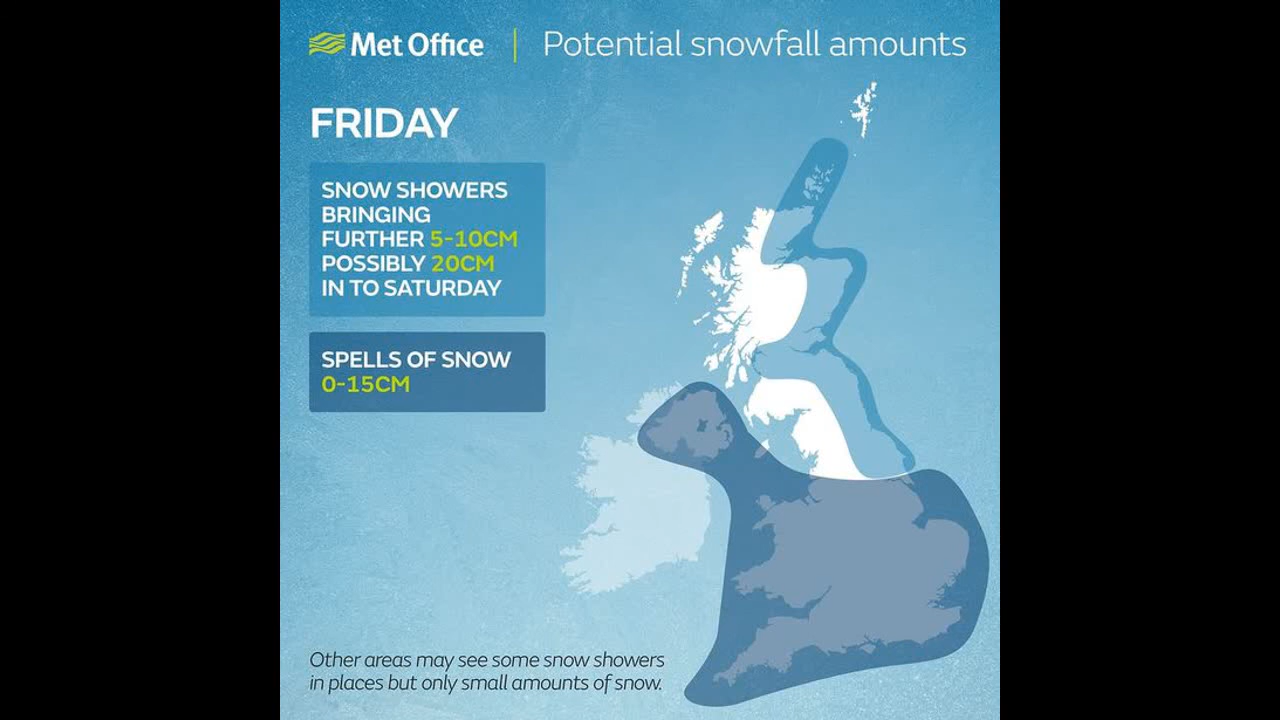 Met Office | Potential snowfall amounts
FRIDAY
SNOW SHOWERS
BRINGING
FURTHER 5-10CM
POSSIBLY 20CM
IN TO SATURDAY
SPELLS OF SNOW
0-15CM
Other areas may see some snow showers
in places but only small amounts of snow.